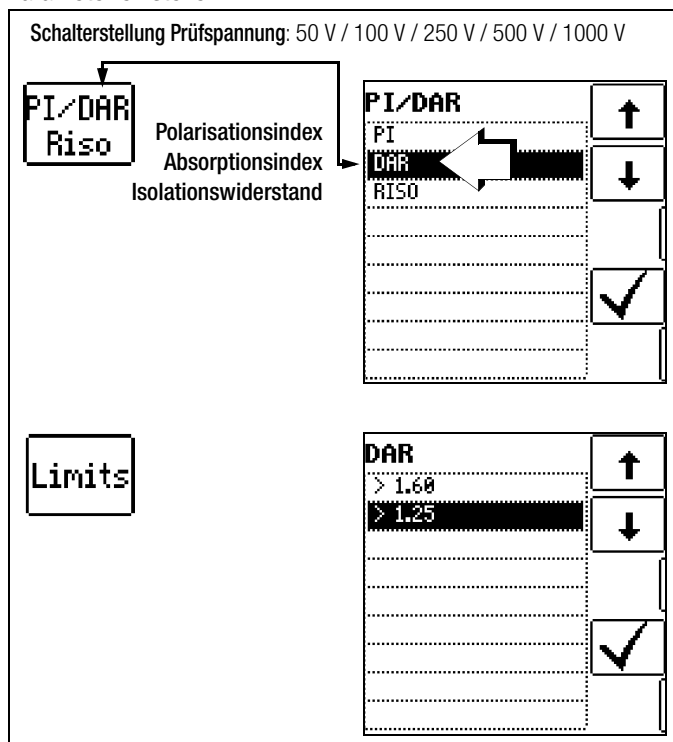 Schalterstellung Prüfspannung: 50 V / 100 V / 250 V / 500 V / 1000 V
PI/DAR
Riso
Polarisationsindex
Absorptionsindex
Isolationswiderstand
PI/DAR
PI
DAR
RISO
Limits
DAR
> 1.60
> 1.25